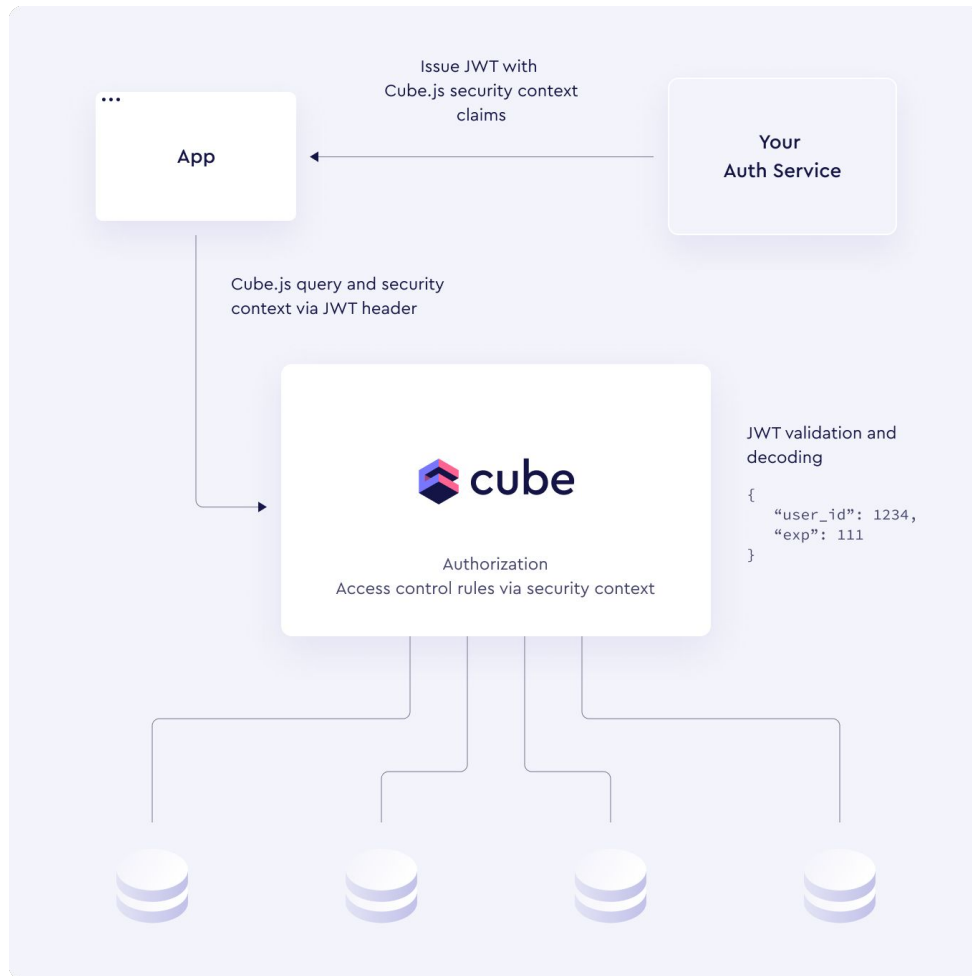 Issue JWT with
Cube.js security context
claims
App
Your
Auth Service
Cube.js query and security
context via JWT header
cube
Authorization
Access control rules via security context
JWT validation and
decoding
{
“user_id”: 1234,
“exp”: 111
}